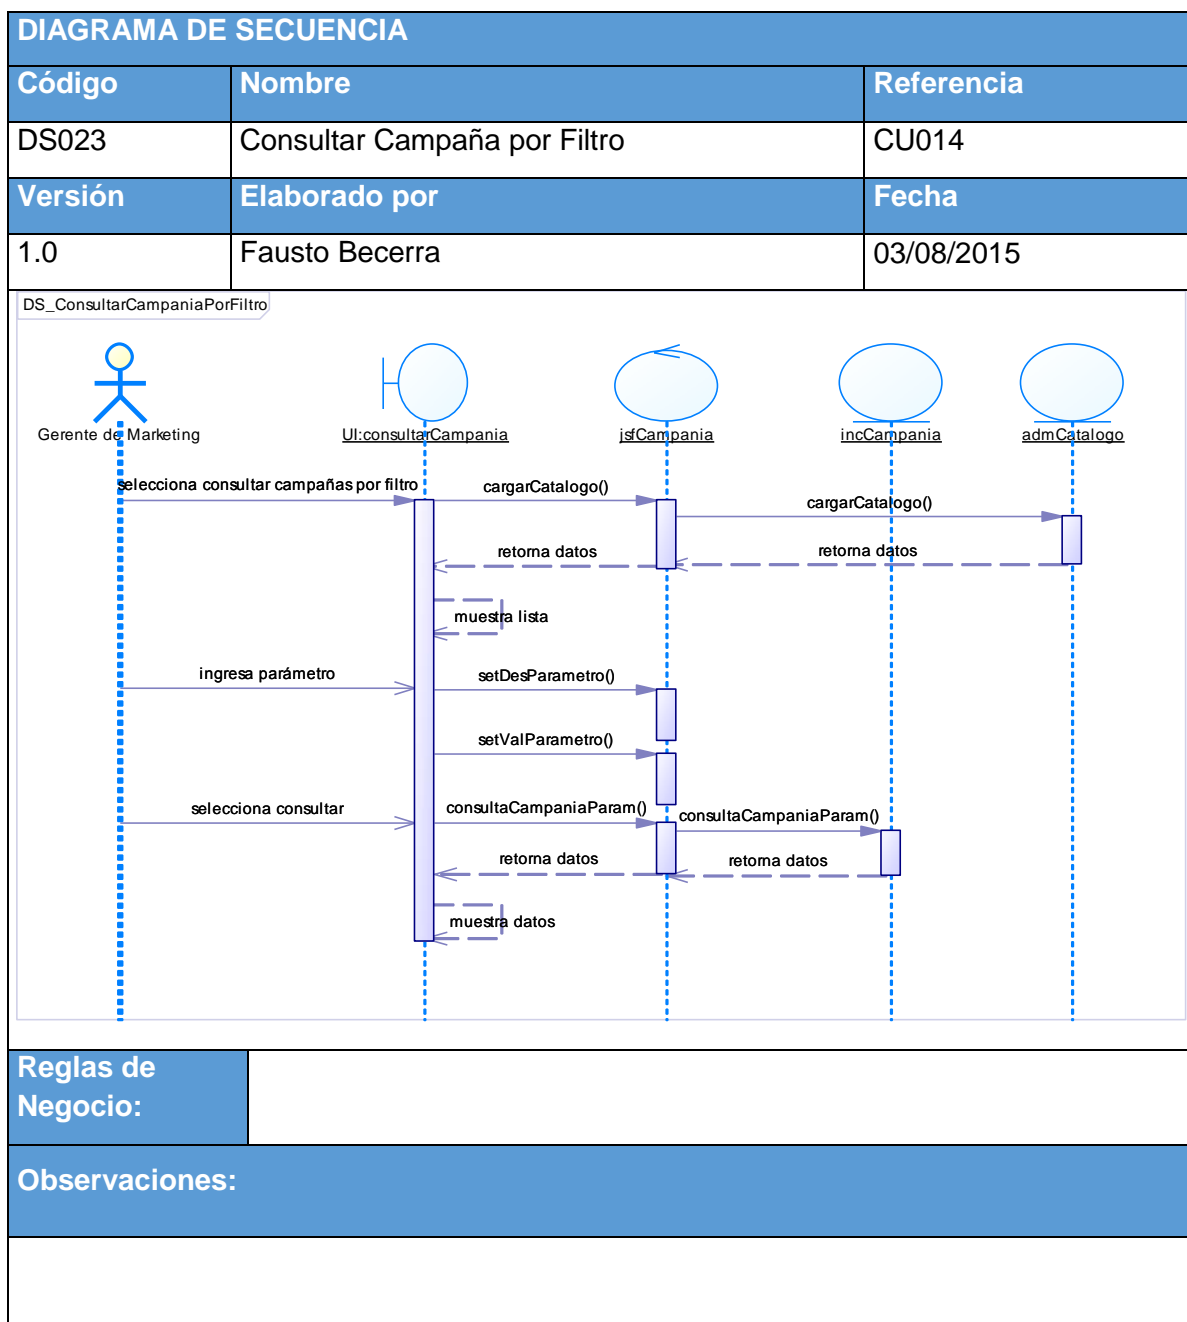 DIAGRAMA DE SECUENCIA
Código Nombre Referencia
DS023 Consultar Campaña por Filtro CU014
Versión Elaborado por Fecha
1.0 Fausto Becerra 03/08/2015
DS_ConsultarCampaniaPorFiltro
Gerente de Marketing UI:consultarCampania jsfCampania incCampania admCatalogo
selecciona consultar campañas por filtro cargarCatalogo()
cargarCatalogo()
retorna datos retorna datos
muestra lista
ingresa parámetro setDesParametro()
setValParametro()
selecciona consultar consultaCampaniaParam() consultaCampaniaParam()
retorna datos retorna datos
muestra datos
Reglas de
Negocio:
Observaciones: